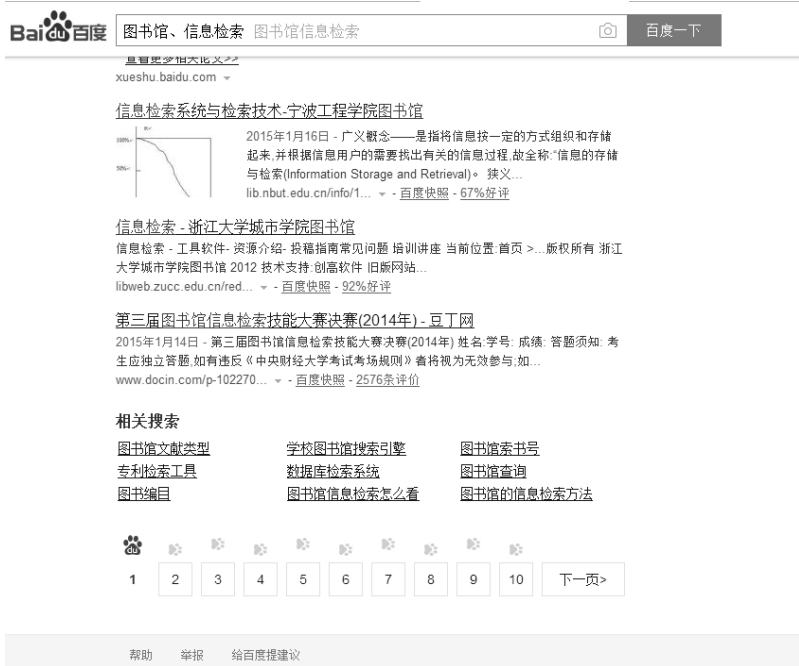 Baidu百度 图书馆、信息检索 图书馆信息检索 百度一下
查看更多相关论文>>
xueshu.baidu.com
信息检索系统与检索技术-宁波工程学院图书馆
100%
50%
2015年1月16日 - 广义概念——是指将信息按一定的方式组织和存储
起来,并根据信息用户的需要找出有关的信息过程,故全称:“信息的存储
与检索(Information Storage and Retrieval)。 狭义...
lib.nbut.edu.cn/info/1... - 百度快照 - 67%好评
信息检索 - 浙江大学城市学院图书馆
信息检索 - 工具软件- 资源介绍- 投稿指南常见问题 培训讲座 当前位置:首页 >...版权所有 浙江
大学城市学院图书馆 2012 技术支持:创高软件 旧版网站...
libweb.zucc.edu.cn/red... - 百度快照 - 92%好评
第三届图书馆信息检索技能大赛决赛(2014年) - 豆丁网
2015年1月14日 - 第三届图书馆信息检索技能大赛决赛(2014年) 姓名:学号: 成绩: 答题须知: 考
生应独立答题,如有违反《中央财经大学考试考场规则》者将视为无效参与;如...
www.docin.com/p-102270... - 百度快照 - 2576条评价
相关搜索
图书馆文献类型 学校图书馆搜索引擎 图书馆索书号
专利检索工具 数据库检索系统 图书馆查询
图书编目 图书馆信息检索怎么看 图书馆的信息检索方法
1 2 3 4 5 6 7 8 9 10 下一页>
帮助 举报 给百度提建议